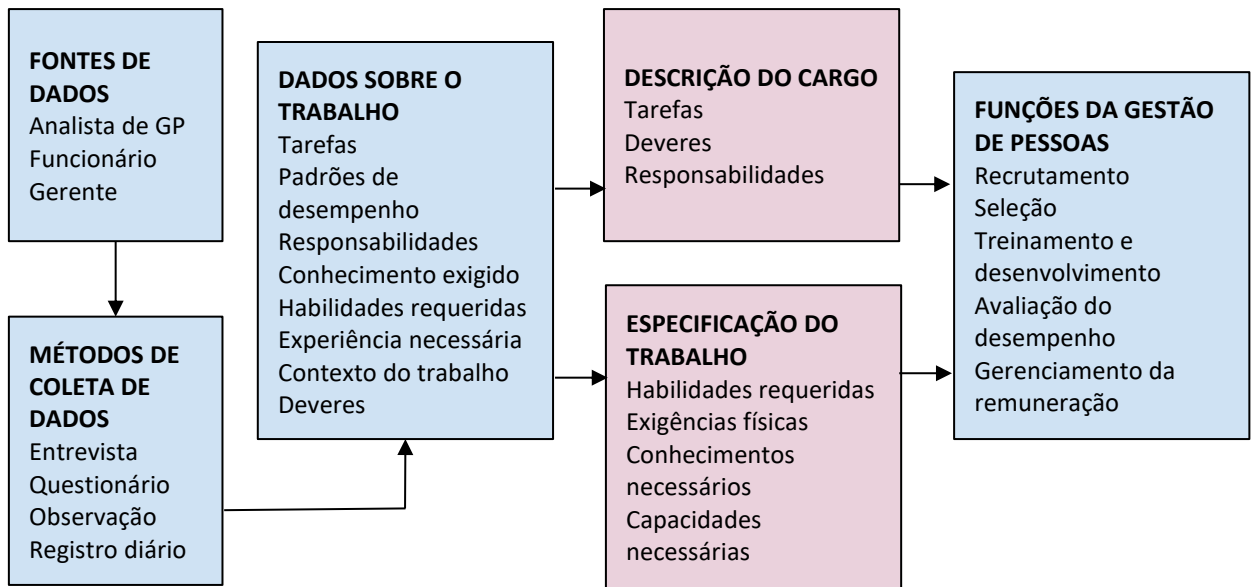 FONTES DE
DADOS
Analista de GP
Funcionário
Gerente
MÉTODOS DE
COLETA DE
DADOS
Entrevista
Questionário
Observação
Registro diário
DADOS SOBRE O
TRABALHO
Tarefas
Padrões de
desempenho
Responsabilidades
Conhecimento exigido
Habilidades requeridas
Experiência necessária
Contexto do trabalho
Deveres
DESCRIÇÃO DO CARGO
Tarefas
Deveres
Responsabilidades
ESPECIFICAÇÃO DO
TRABALHO
Habilidades requeridas
Exigências físicas
Conhecimentos
necessários
Capacidades
necessárias
FUNÇÕES DA GESTÃO
DE PESSOAS
Recrutamento
Seleção
Treinamento e
desenvolvimento
Avaliação do
desempenho
Gerenciamento da
remuneração